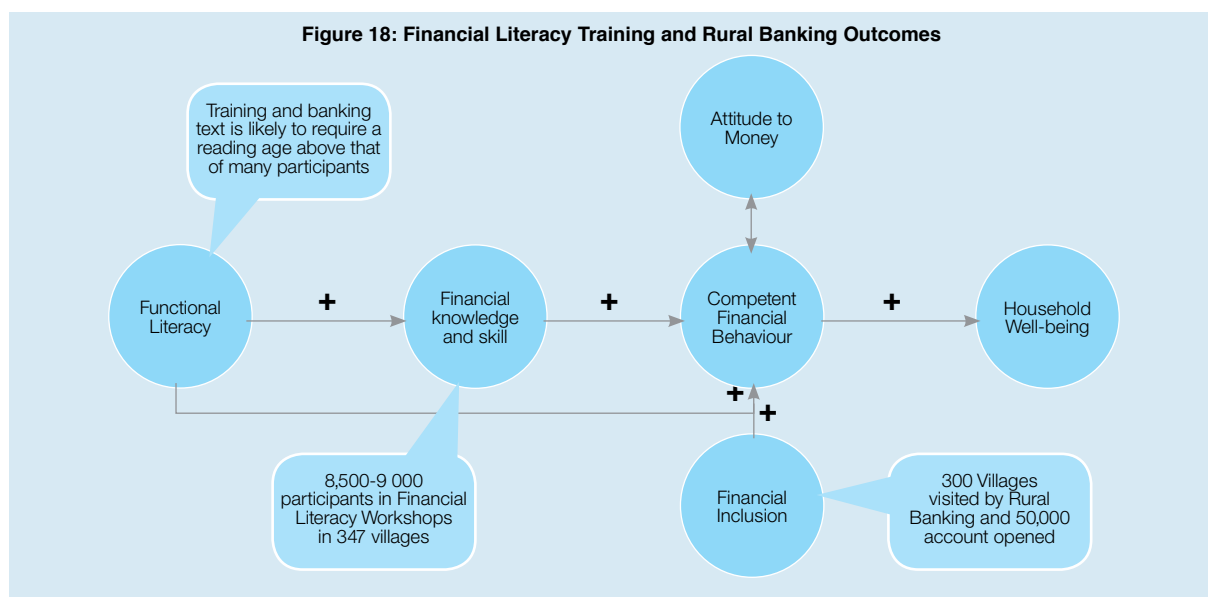 Figure 18: Financial Literacy Training and Rural Banking Outcomes
Training and banking
text is likely to require a
reading age above that
of many participants
Attitude to
Money
Functional
Literacy
+
Financial
knowledge
and skill
+
Competent
Financial
Behaviour
+
Household
Well-being
+
+
8,500-9 000
participants in Financial
Literacy Workshops
in 347 villages
Financial
Inclusion
300 Villages
visited by Rural
Banking and 50,000
account opened